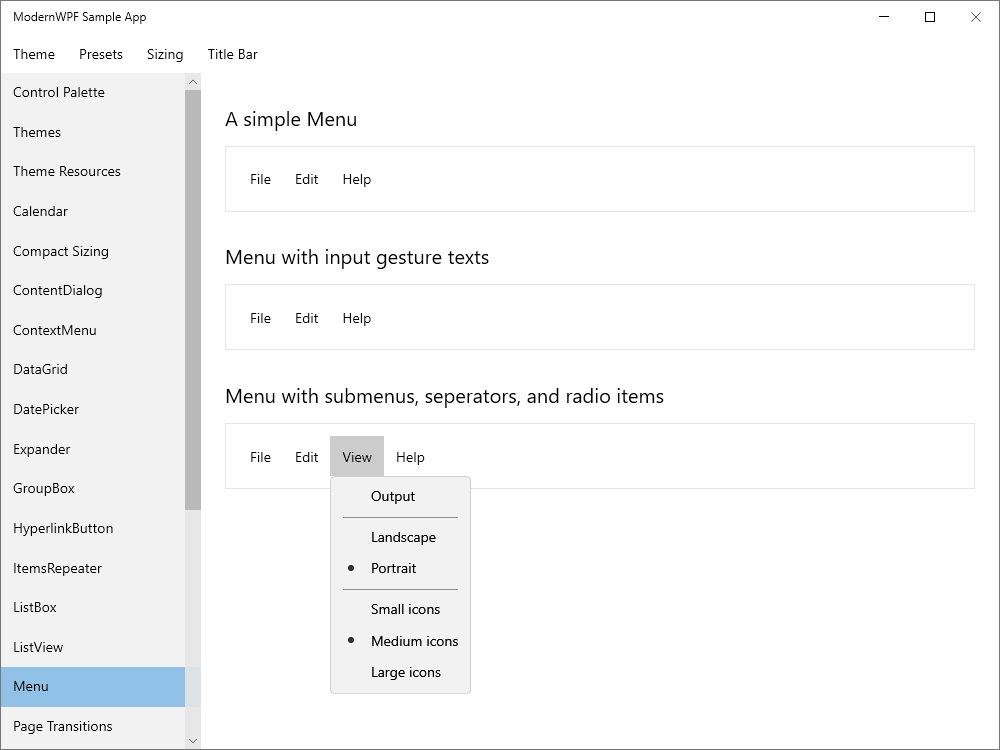 ModernWPF Sample App
Theme Presets Sizing Title Bar
Control Palette
Themes
Theme Resources
Calendar
Compact Sizing
ContentDialog
ContextMenu
DataGrid
DatePicker
Expander
GroupBox
HyperlinkButton
ItemsRepeater
ListBox
ListView
Menu
Page Transitions
A simple Menu
File Edit Help
Menu with input gesture texts
File Edit Help
Menu with submenus, seperators, and radio items
File Edit View Help
Output
Landscape
Portrait
Small icons
Medium icons
Large icons